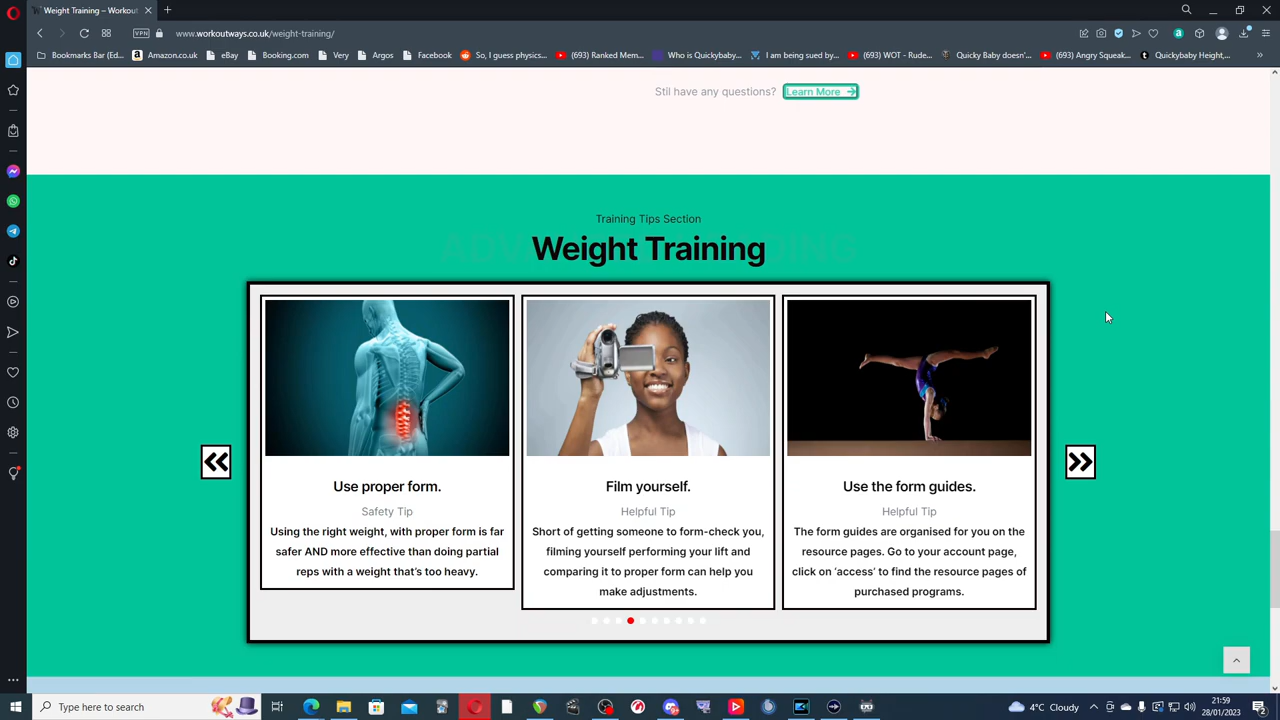 Weight Training – Workout
VPN
www.workoutways.co.uk/weight-training/
Bookmarks Bar (Ed... Amazon.co.uk eBay Booking.com Very Argos Facebook So, I guess physics... (693) Ranked Mem... Who is Quickybaby... I am being sued by... (693) WOT - Rude... Quicky Baby doesn'... (693) Angry Squeak... Quickybaby Height,...
Stil have any questions? Learn More
Training Tips Section
Weight Training
Use proper form.
Safety Tip
Using the right weight, with proper form is far
safer AND more effective than doing partial
reps with a weight that's too heavy.
Film yourself.
Helpful Tip
Short of getting someone to form-check you,
filming yourself performing your lift and
comparing it to proper form can help you
make adjustments.
Use the form guides.
Helpful Tip
The form guides are organised for you on the
resource pages. Go to your account page,
click on ‘access’ to find the resource pages of
purchased programs.
Type here to search
4°C Cloudy
21:59
28/01/2023